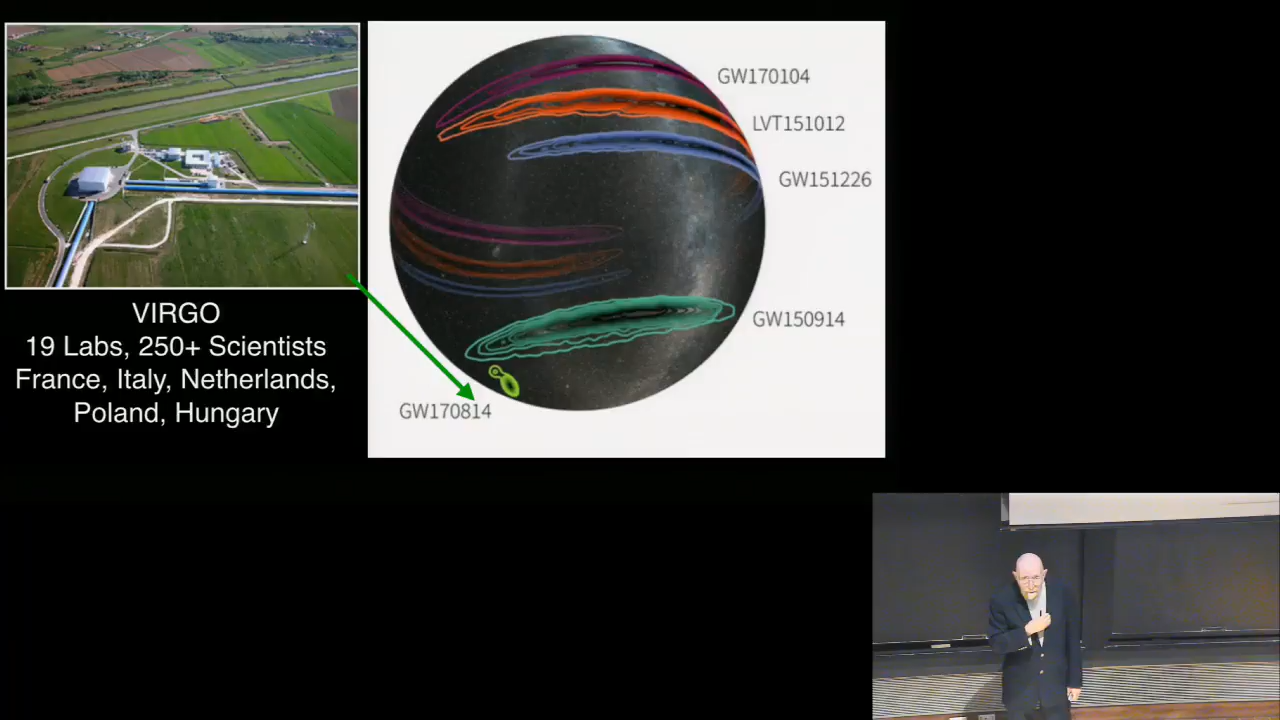 VIRGO
19 Labs, 250+ Scientists
France, Italy, Netherlands,
Poland, Hungary
GW170104
LVT151012
GW151226
GW150914
GW170814